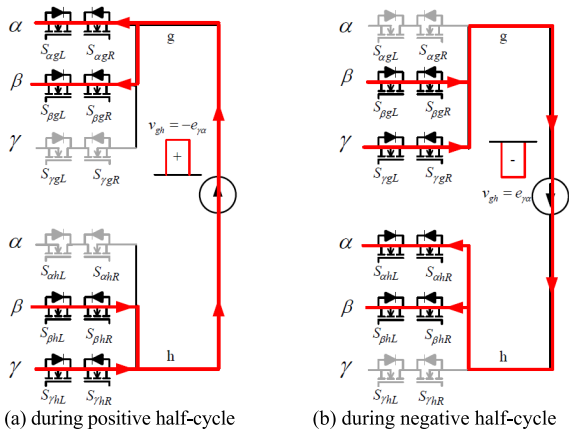 α
S_αgL S_αgR
g
β
S_βgL S_βgR
γ
S_γgL S_γgR
v_gh = −e_γα
+
α
S_αhL S_αhR
β
S_βhL S_βhR
h
γ
S_γhL S_γhR
(a) during positive half-cycle
α
S_αgL S_αgR
g
β
S_βgL S_βgR
γ
S_γgL S_γgR
-
v_gh = e_γα
α
S_αhL S_αhR
β
S_βhL S_βhR
h
γ
S_γhL S_γhR
(b) during negative half-cycle